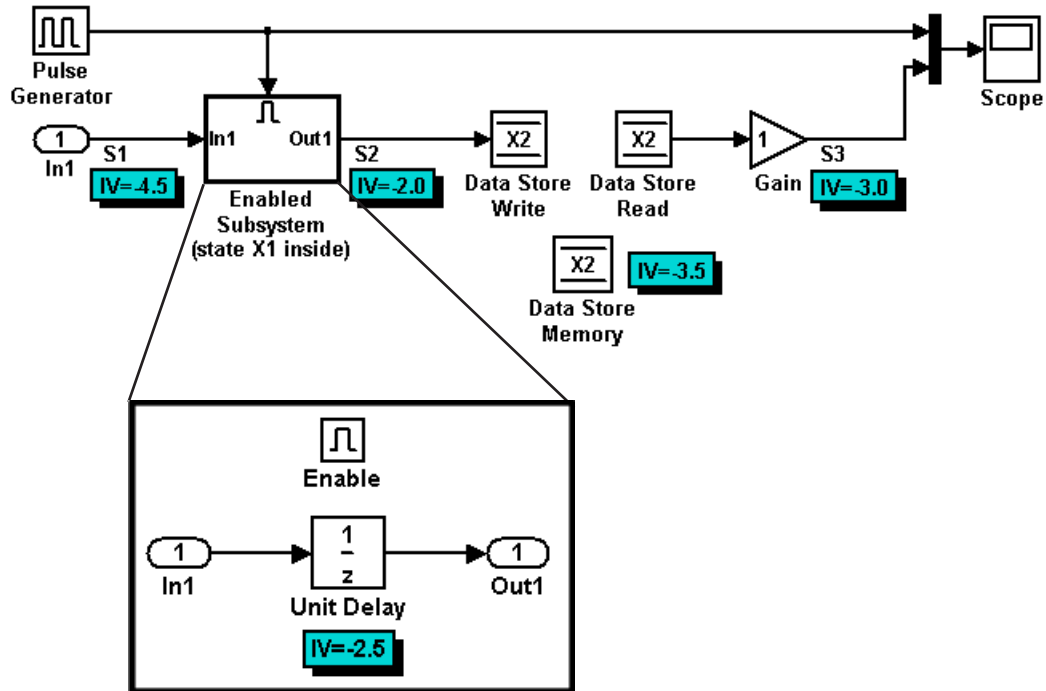 Pulse
Generator
Scope
1
In1
S1
IV=-4.5
In1
Out1
Enabled
Subsystem
(state X1 inside)
S2
IV=-2.0
X2
Data Store
Write
X2
Data Store
Read
1
Gain
S3
IV=-3.0
X2
Data Store
Memory
IV=-3.5
Enable
1
In1
1
z
Unit Delay
IV=-2.5
1
Out1